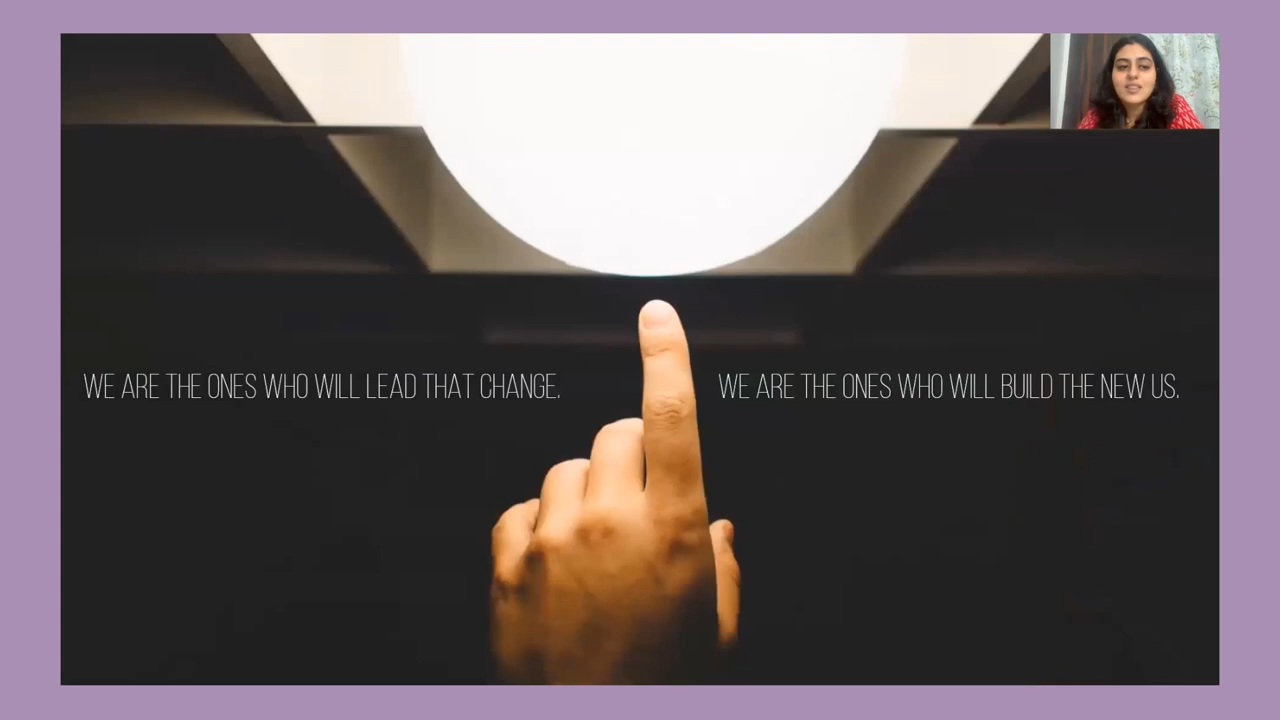 WE ARE THE ONES WHO WILL LEAD THAT CHANGE.
WE ARE THE ONES WHO WILL BUILD THE NEW US.